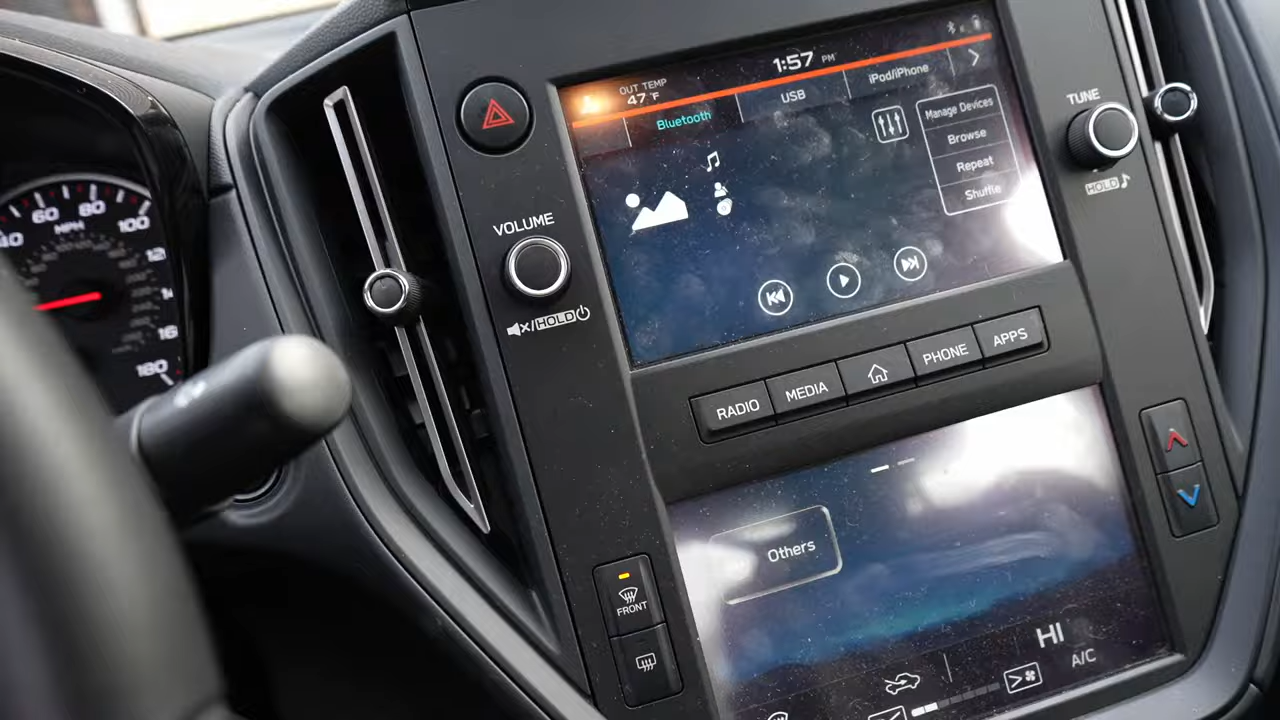 1:57 PM
OUT TEMP
47°F
Bluetooth
USB
iPod/iPhone
Manage Devices
Browse
Repeat
Shuffle
TUNE
HOLD
VOLUME
/HOLD
RADIO
MEDIA
PHONE
APPS
Others
FRONT
HI
A/C
60
80
100
MPH
180